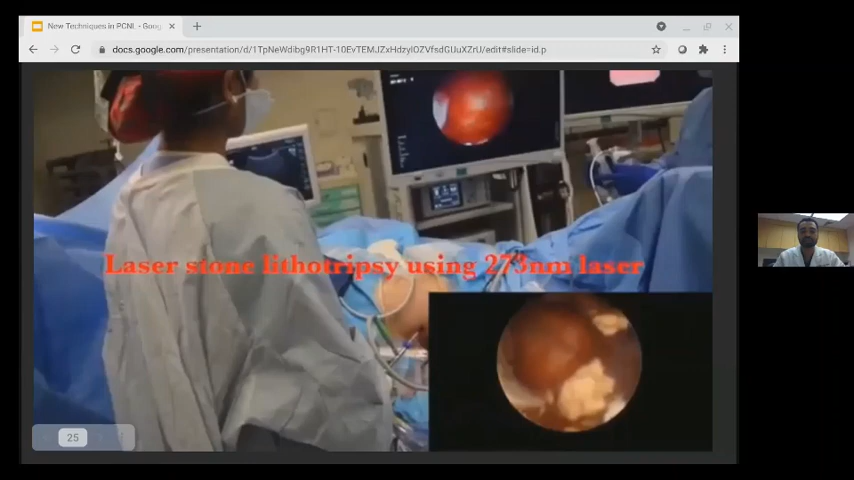 New Techniques in PCNL - Goog
docs.google.com/presentation/d/1TpNeWdibg9R1HT-10EvTEMJZxHdzylOZVfsdGUuXZrU/edit#slide=id.p
Laser stone lithotripsy using 273nm laser
25